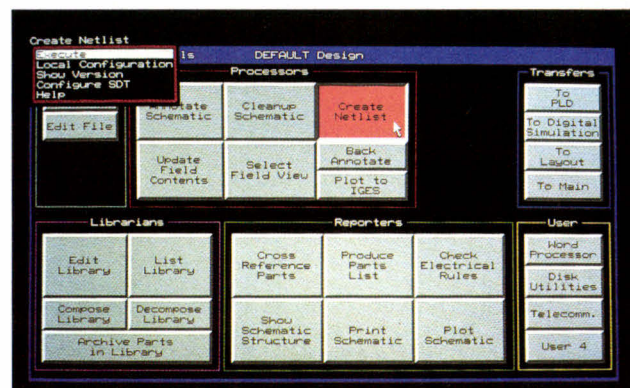 Create Netlist
Execute
Local Configuration
Show Version
Configure SDT
Help
ls DEFAULT Design
Edit File
Processors
Annotate
Schematic
Cleanup
Schematic
Create
Netlist
Update
Field
Contents
Select
Field View
Back
Annotate
Plot to
IGES
Transfers
To
PLD
To Digital
Simulation
To
Layout
To Main
Librarians
Edit
Library
List
Library
Compose
Library
Decompose
Library
Archive Parts
in Library
Reporters
Cross
Reference
Parts
Produce
Parts
List
Check
Electrical
Rules
Show
Schematic
Structure
Print
Schematic
Plot
Schematic
User
Word
Processor
Disk
Utilities
Telecomm.
User 4